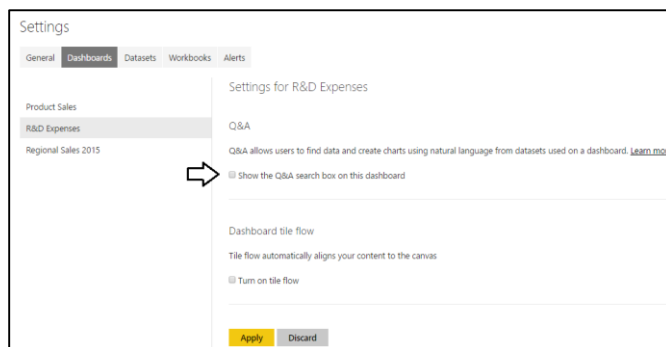 Settings
General Dashboards Datasets Workbooks Alerts
Settings for R&D Expenses
Product Sales
R&D Expenses
Regional Sales 2015
Q&A
Q&A allows users to find data and create charts using natural language from datasets used on a dashboard. Learn mo
Show the Q&A search box on this dashboard
Dashboard tile flow
Tile flow automatically aligns your content to the canvas
Turn on tile flow
Apply Discard